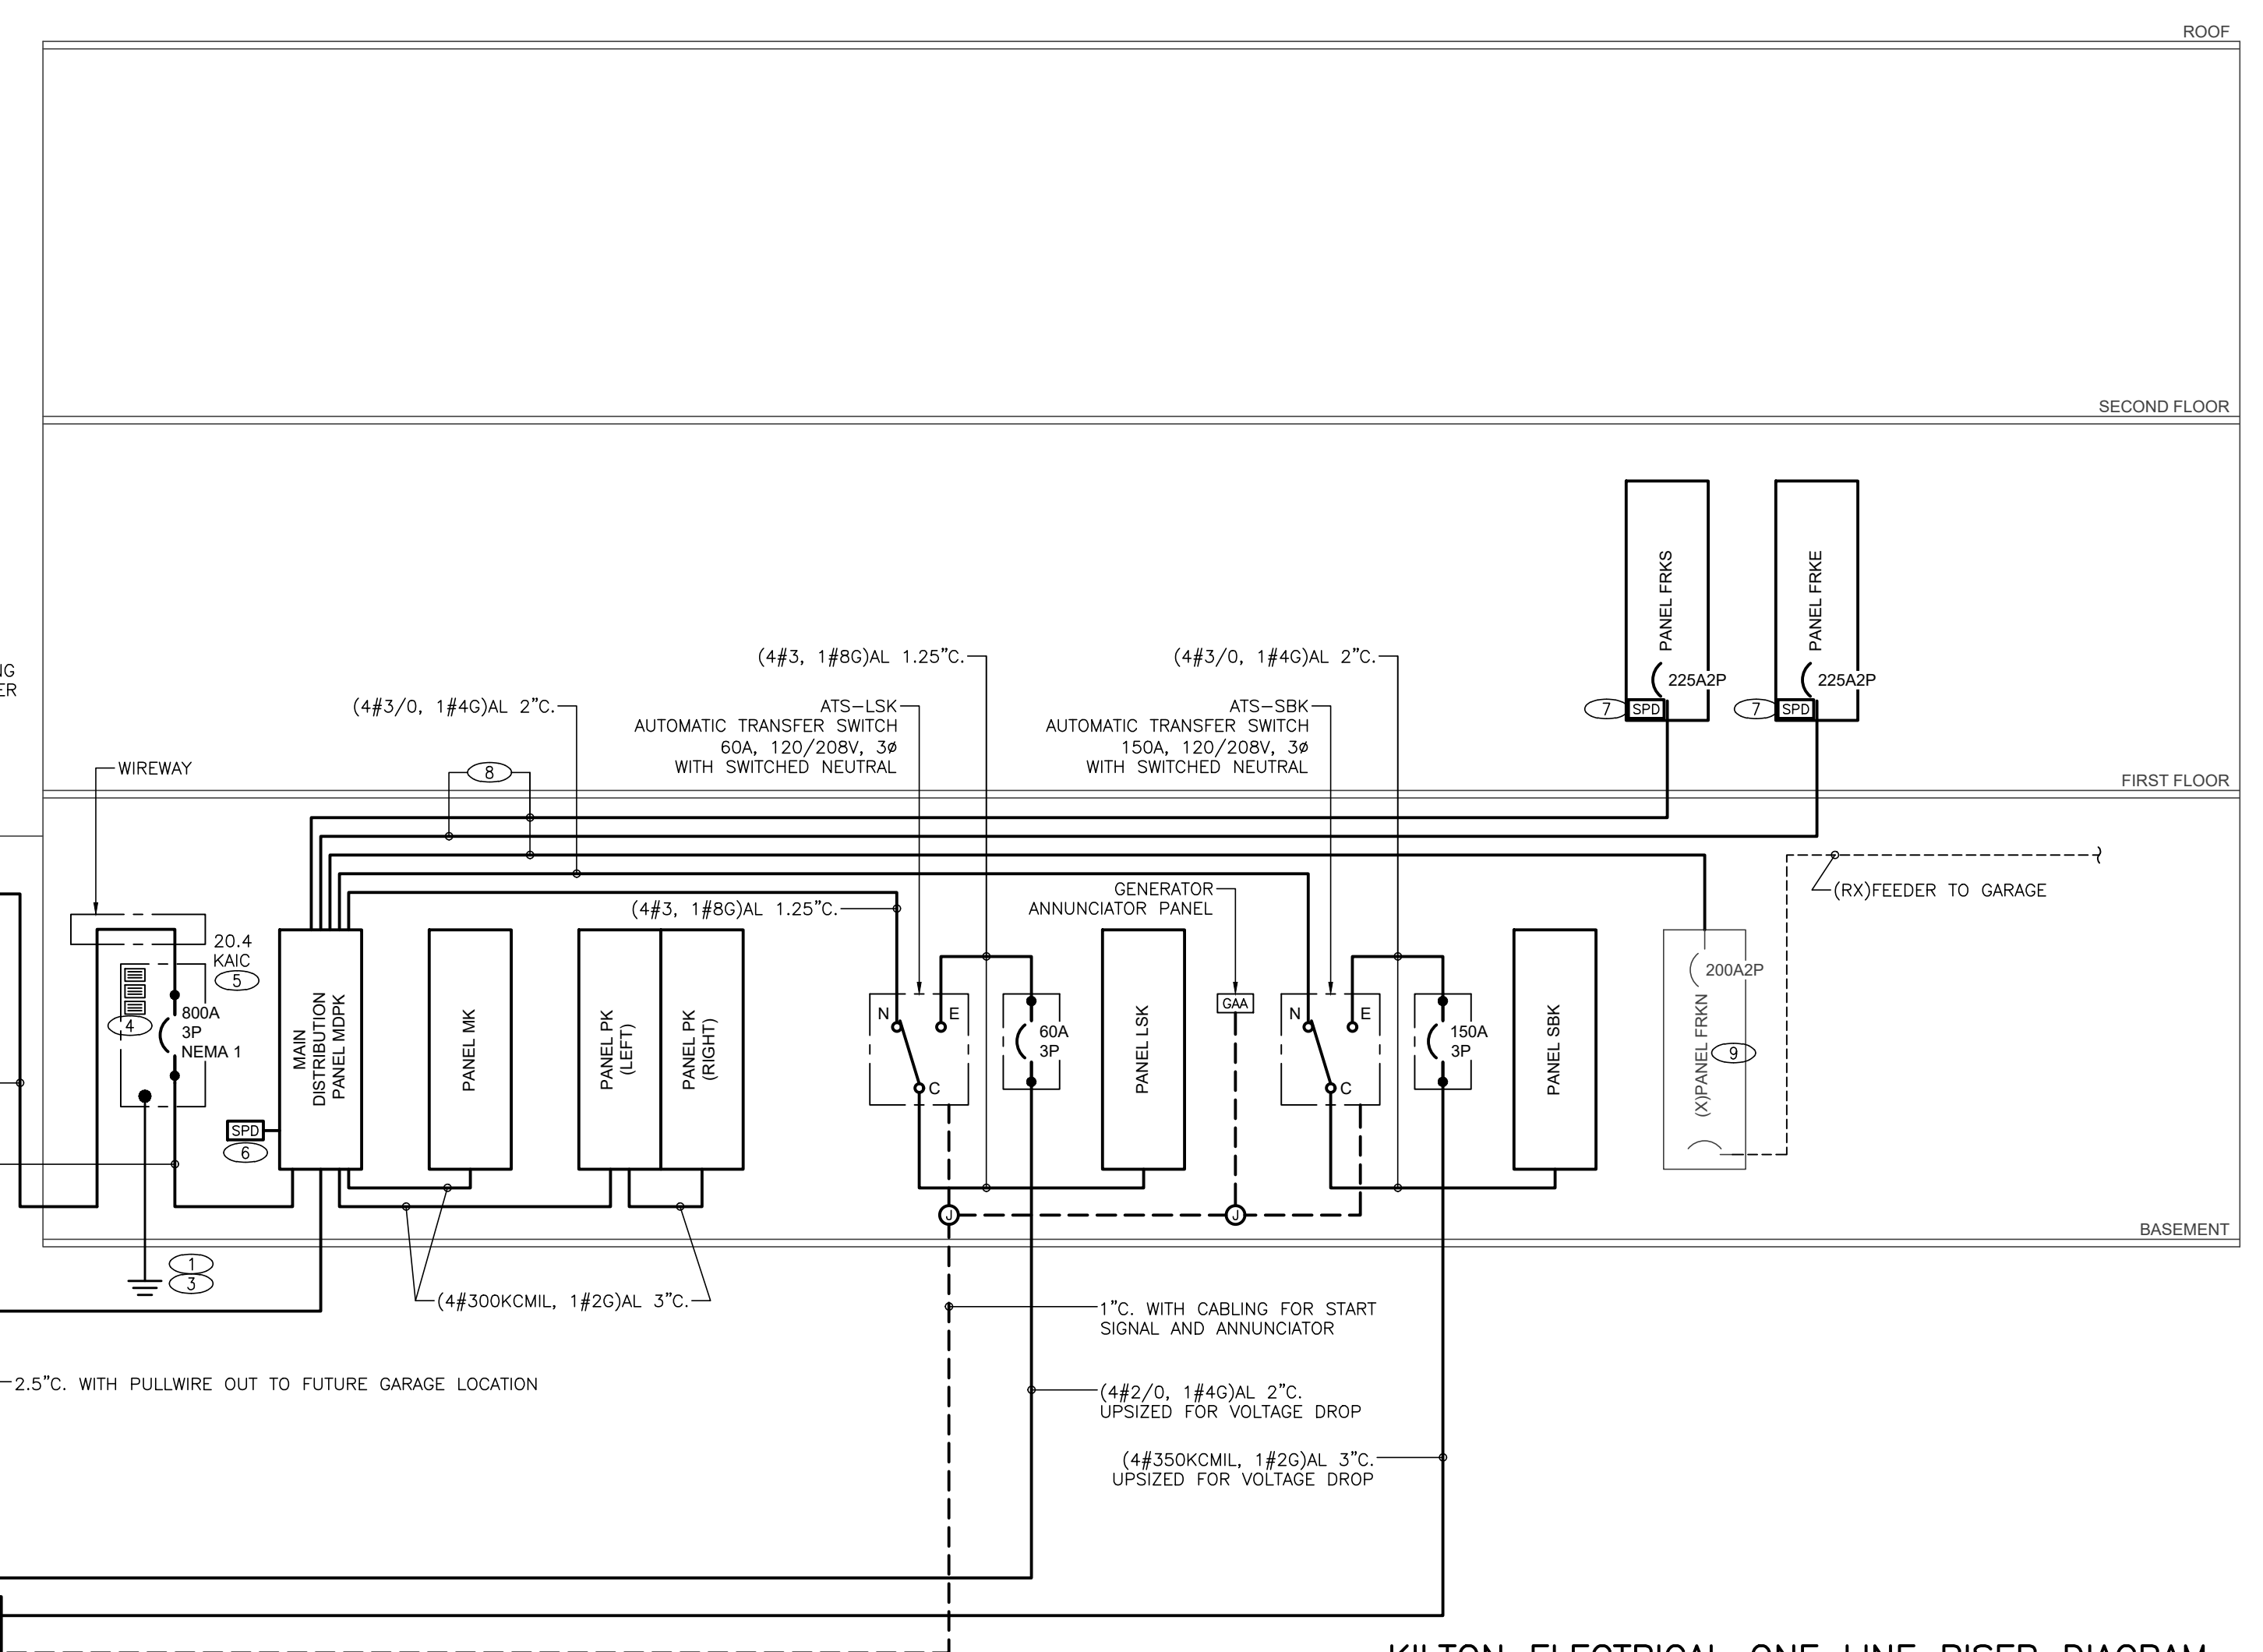 ROOF
SECOND FLOOR
PANEL FRKS
PANEL FRKE
225A2P
225A2P
7
SPD
7
SPD
(4#3, 1#8G)AL 1.25"C.
(4#3/0, 1#4G)AL 2"C.
(4#3/0, 1#4G)AL 2"C.
ATS-LSK
AUTOMATIC TRANSFER SWITCH
60A, 120/208V, 3ø
WITH SWITCHED NEUTRAL
ATS-SBK
AUTOMATIC TRANSFER SWITCH
150A, 120/208V, 3ø
WITH SWITCHED NEUTRAL
WIREWAY
8
FIRST FLOOR
GENERATOR
ANNUNCIATOR PANEL
(RX)FEEDER TO GARAGE
(4#3, 1#8G)AL 1.25"C.
20.4
KAIC
5
4
800A
3P
NEMA 1
SPD
6
MAIN
DISTRIBUTION
PANEL MDPK
PANEL MK
PANEL PK
(LEFT)
PANEL PK
(RIGHT)
N
E
C
60A
3P
PANEL LSK
GAA
N
E
C
150A
3P
PANEL SBK
200A2P
(X)PANEL FRKN
9
J
J
BASEMENT
1
3
(4#300KCMIL, 1#2G)AL 3"C.
1"C. WITH CABLING FOR START
SIGNAL AND ANNUNCIATOR
2.5"C. WITH PULLWIRE OUT TO FUTURE GARAGE LOCATION
(4#2/0, 1#4G)AL 2"C.
UPSIZED FOR VOLTAGE DROP
(4#350KCMIL, 1#2G)AL 3"C.
UPSIZED FOR VOLTAGE DROP
KILTON ELECTRICAL ONE-LINE RISER DIAGRAM